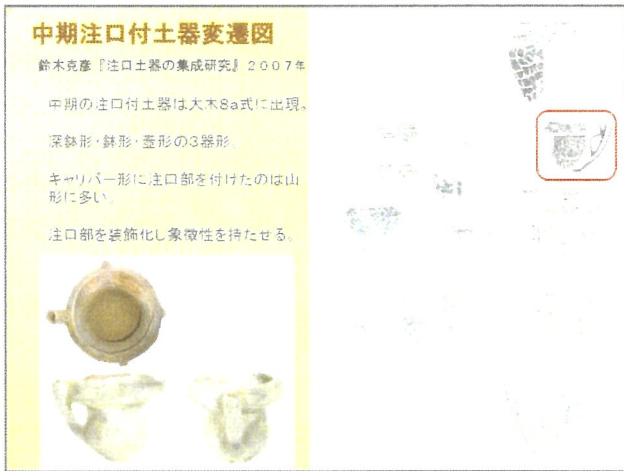 中期注口付土器変遷図
鈴木克彦『注口土器の集成研究』2007年
中期の注口付土器は大木8a式に出現。
深鉢形・鉢形・壺形の3器形。
キャリパー形に注口部を付けたのは山
形に多い。
注口部を装飾化し象徴性を持たせる。